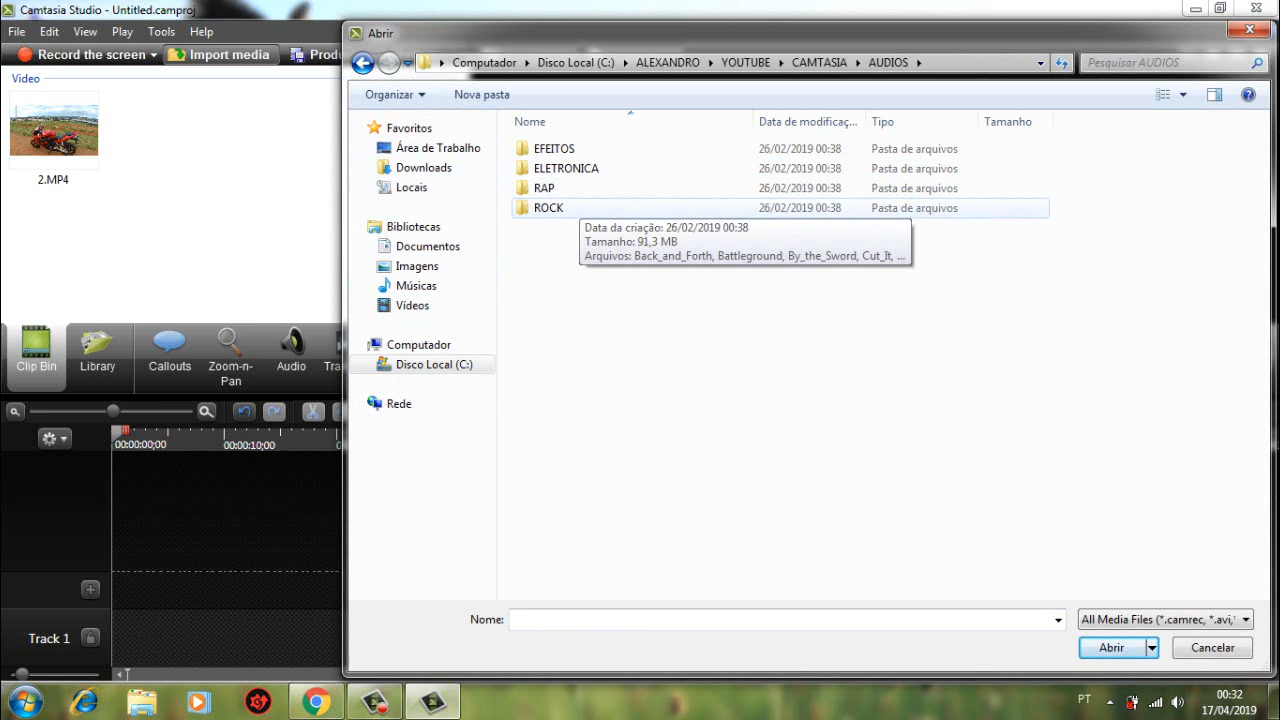 Camtasia Studio - Untitled.camproj
File Edit View Play Tools Help
Record the screen Import media Produ
Video
2.MP4
Clip Bin Library Callouts Zoom-n-Pan Audio Tra
00:00:00;00 00:00:10;00 0
Track 1
Abrir
Computador Disco Local (C:) ALEXANDRO YOUTUBE CAMTASIA AUDIOS Pesquisar AUDIOS
Organizar Nova pasta
Favoritos
Área de Trabalho
Downloads
Locais
Bibliotecas
Documentos
Imagens
Músicas
Vídeos
Computador
Disco Local (C:)
Rede
Nome Data de modificaç... Tipo Tamanho
EFEITOS 26/02/2019 00:38 Pasta de arquivos
ELETRONICA 26/02/2019 00:38 Pasta de arquivos
RAP 26/02/2019 00:38 Pasta de arquivos
ROCK 26/02/2019 00:38 Pasta de arquivos
Data da criação: 26/02/2019 00:38
Tamanho: 91,3 MB
Arquivos: Back_and_Forth, Battleground, By_the_Sword, Cut_It, ...
Nome: All Media Files (*.camrec, *.avi,*
Abrir Cancelar
PT 00:32
17/04/2019